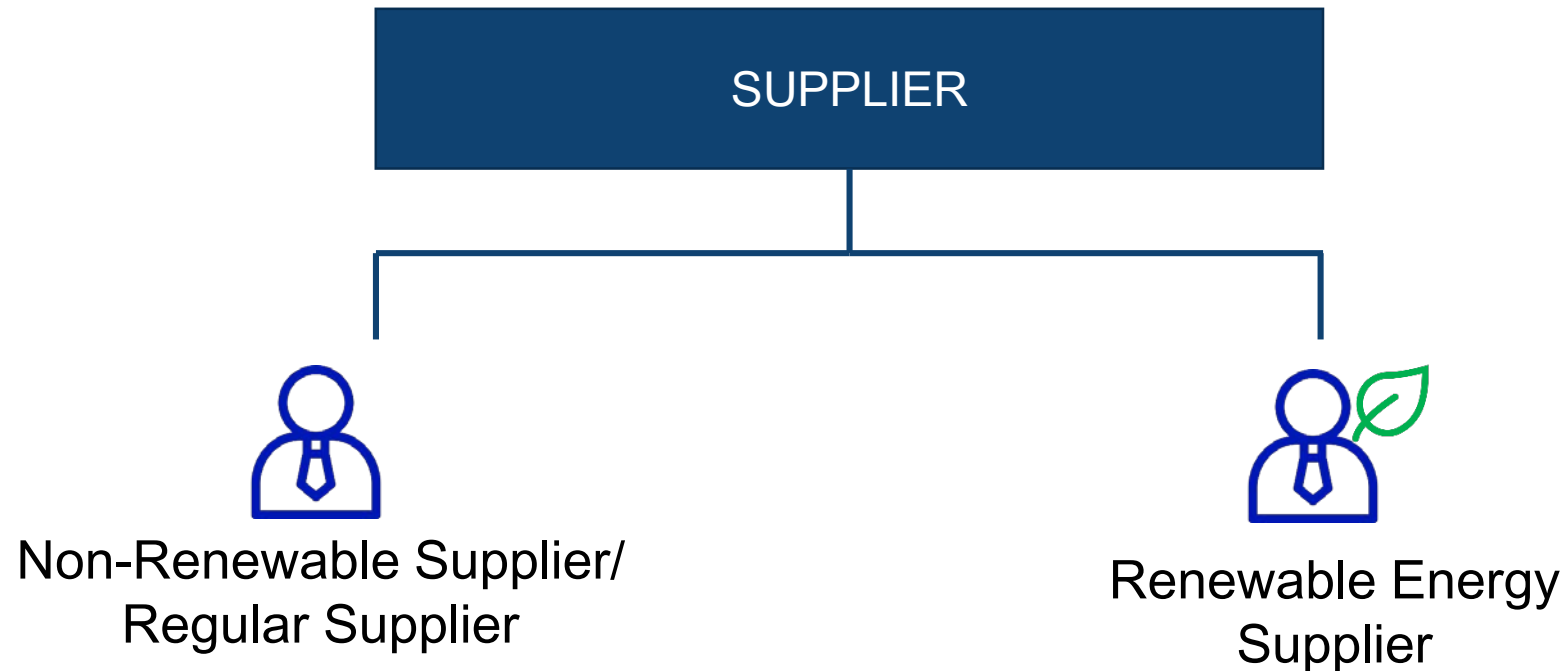 SUPPLIER
Non-Renewable Supplier/
Regular Supplier
Renewable Energy
Supplier